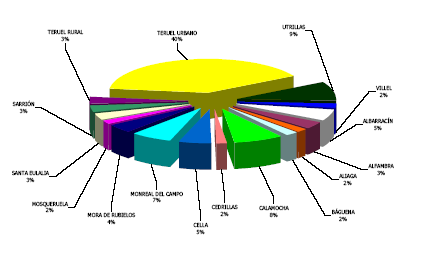 TERUEL RURAL
3%
TERUEL URBANO
40%
UTRILLAS
9%
VILLEL
2%
ALBARRACÍN
5%
ALFAMBRA
3%
ALIAGA
2%
BÁGUENA
2%
CALAMOCHA
8%
CEDRILLAS
2%
CELLA
5%
MONREAL DEL CAMPO
7%
MORA DE RUBIELOS
4%
MOSQUERUELA
2%
SANTA EULALIA
3%
SARRIÓN
3%